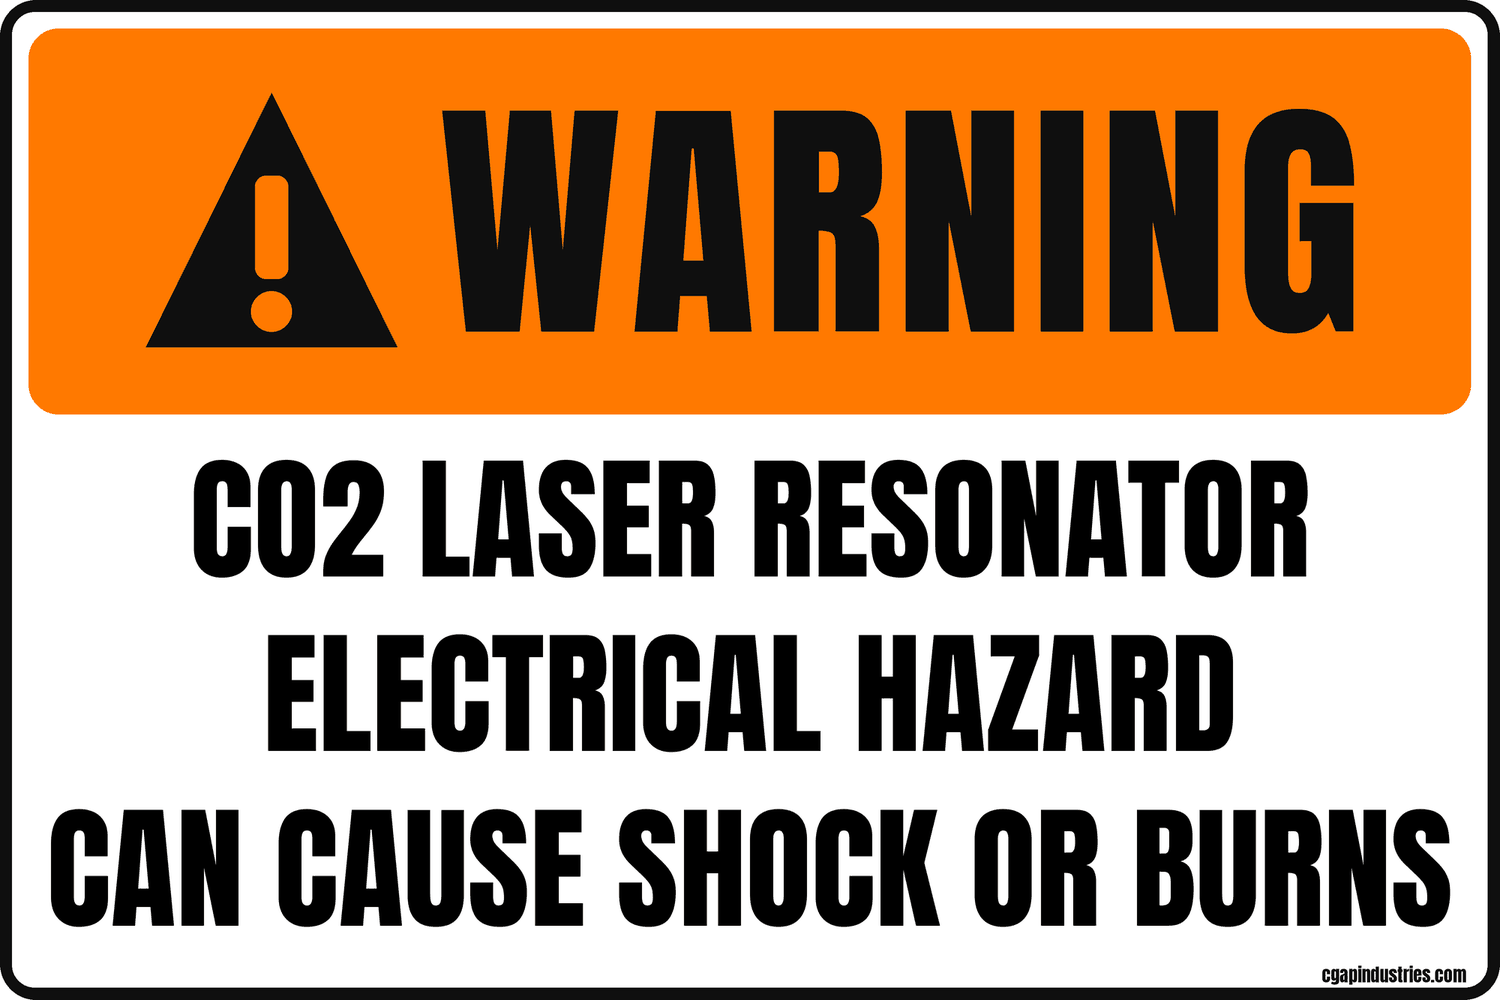 WARNING
CO2 LASER RESONATOR
ELECTRICAL HAZARD
CAN CAUSE SHOCK OR BURNS
cgapindustries.com